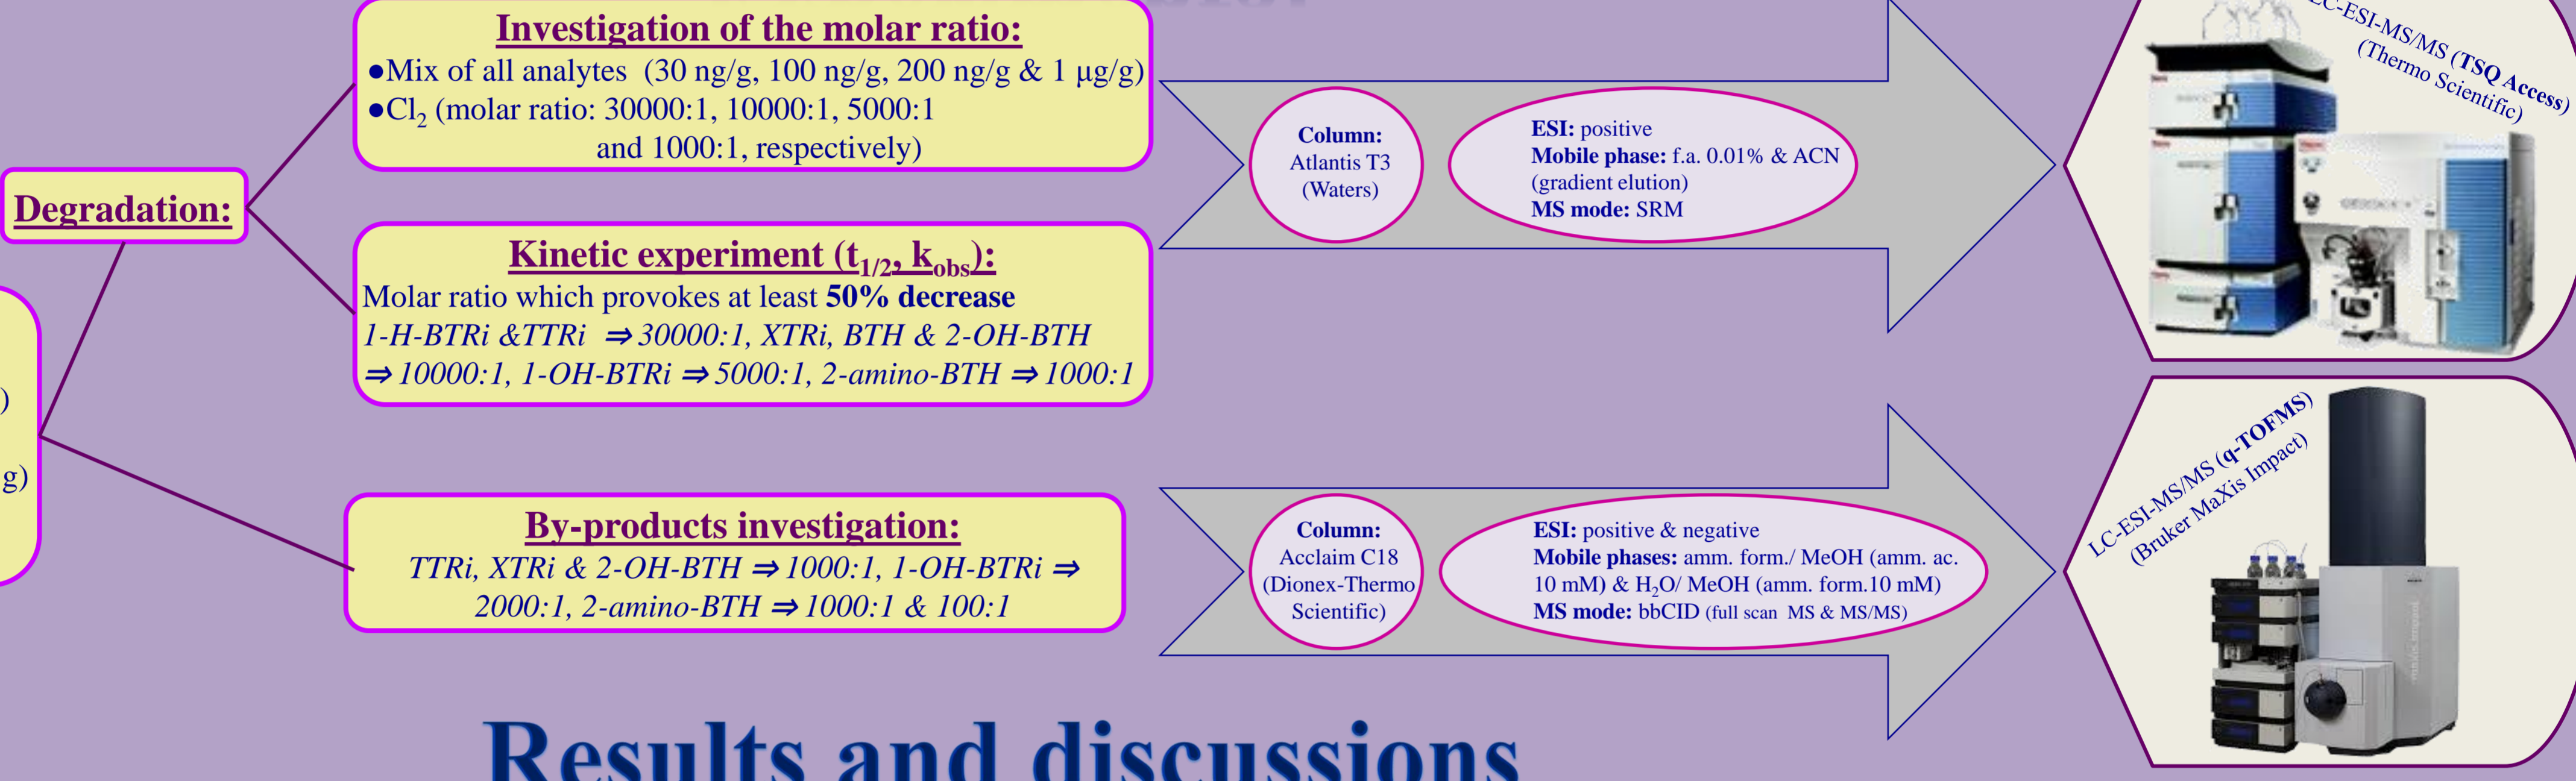 Investigation of the molar ratio:
●Mix of all analytes (30 ng/g, 100 ng/g, 200 ng/g & 1 μg/g)
●Cl2 (molar ratio: 30000:1, 10000:1, 5000:1
and 1000:1, respectively)
Degradation:
Kinetic experiment (t1/2, kobs):
Molar ratio which provokes at least 50% decrease
1-H-BTRi &TTRi ⇒ 30000:1, XTRi, BTH & 2-OH-BTH
⇒ 10000:1, 1-OH-BTRi ⇒ 5000:1, 2-amino-BTH ⇒ 1000:1
)
g)
By-products investigation:
TTRi, XTRi & 2-OH-BTH ⇒ 1000:1, 1-OH-BTRi ⇒
2000:1, 2-amino-BTH ⇒ 1000:1 & 100:1
Column:
Atlantis T3
(Waters)
ESI: positive
Mobile phase: f.a. 0.01% & ACN
(gradient elution)
MS mode: SRM
LC-ESI-MS/MS (TSQ Access)
(Thermo Scientific)
Column:
Acclaim C18
(Dionex-Thermo
Scientific)
ESI: positive & negative
Mobile phases: amm. form./ MeOH (amm. ac.
10 mM) & H2O/ MeOH (amm. form.10 mM)
MS mode: bbCID (full scan MS & MS/MS)
LC-ESI-MS/MS (q-TOFMS)
(Bruker MaXis Impact)
Results and discussions